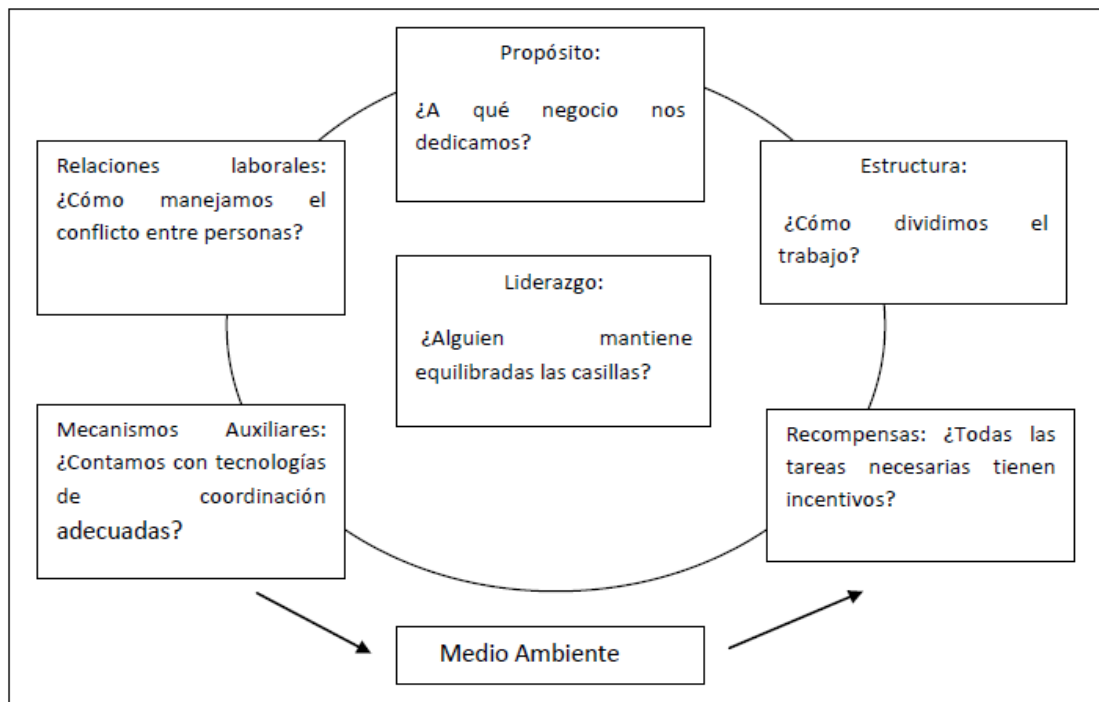 Propósito:
¿A qué negocio nos
dedicamos?
Relaciones laborales:
¿Cómo manejamos el
conflicto entre personas?
Estructura:
¿Cómo dividimos el
trabajo?
Liderazgo:
¿Alguien mantiene
equilibradas las casillas?
Mecanismos Auxiliares:
¿Contamos con tecnologías
de coordinación
adecuadas?
Recompensas: ¿Todas las
tareas necesarias tienen
incentivos?
Medio Ambiente